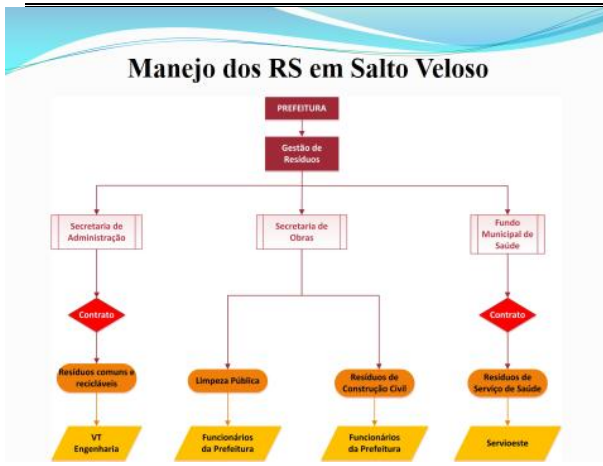 Manejo dos RS em Salto Veloso
PREFEITURA
Gestão de
Resíduos
Secretaria de
Administração
Secretaria de
Obras
Fundo
Municipal de
Saúde
Contrato
Contrato
Resíduos comuns e
recicláveis
Limpeza Pública
Resíduos de
Construção Civil
Resíduos de
Serviço de Saúde
VT
Engenharia
Funcionários
da Prefeitura
Funcionários
da Prefeitura
Servioeste